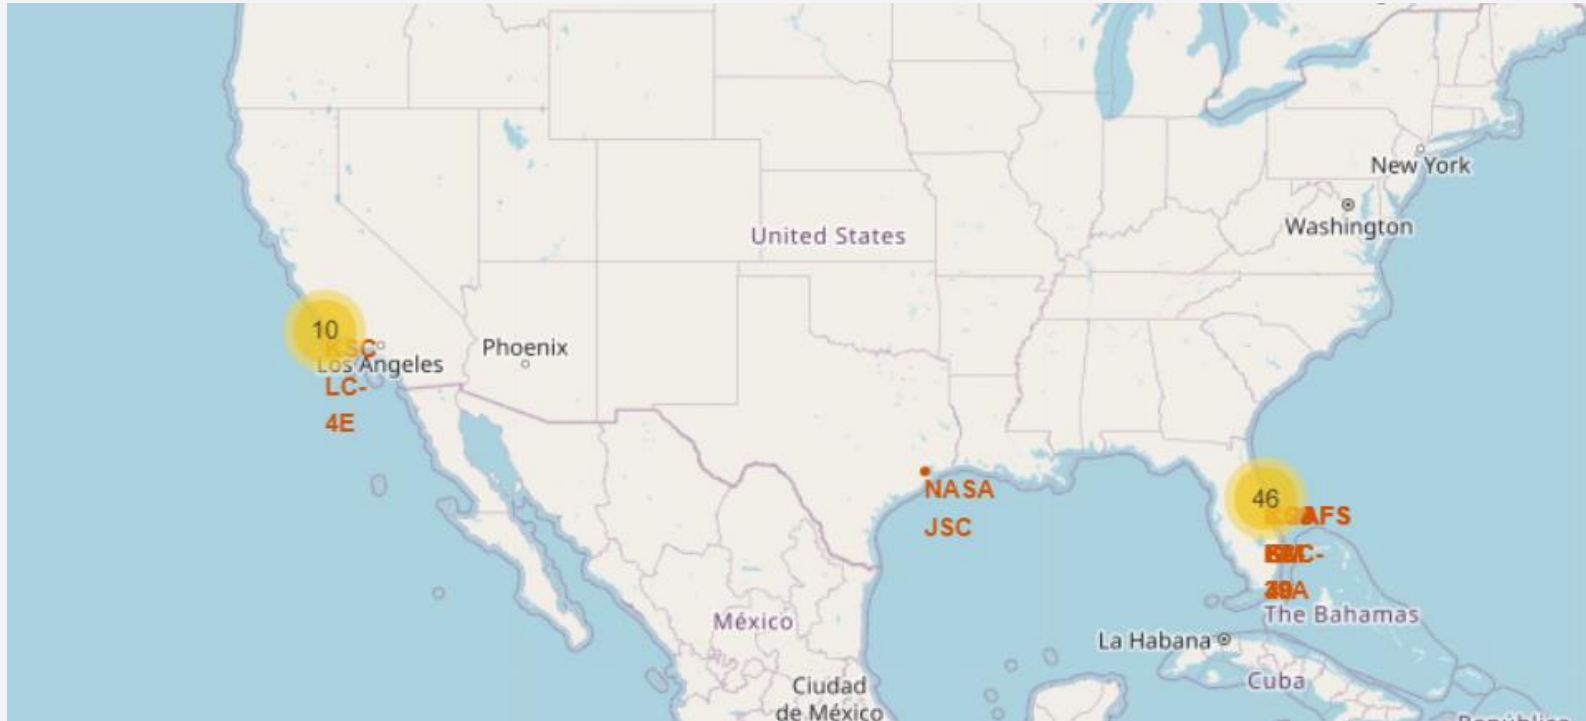 New York
Washington
United States
10
KSC
Los Angeles
LC-
4E
Phoenix
NASA
JSC
46
AFS
The Bahamas
La Habana
México
Cuba
Ciudad
de México